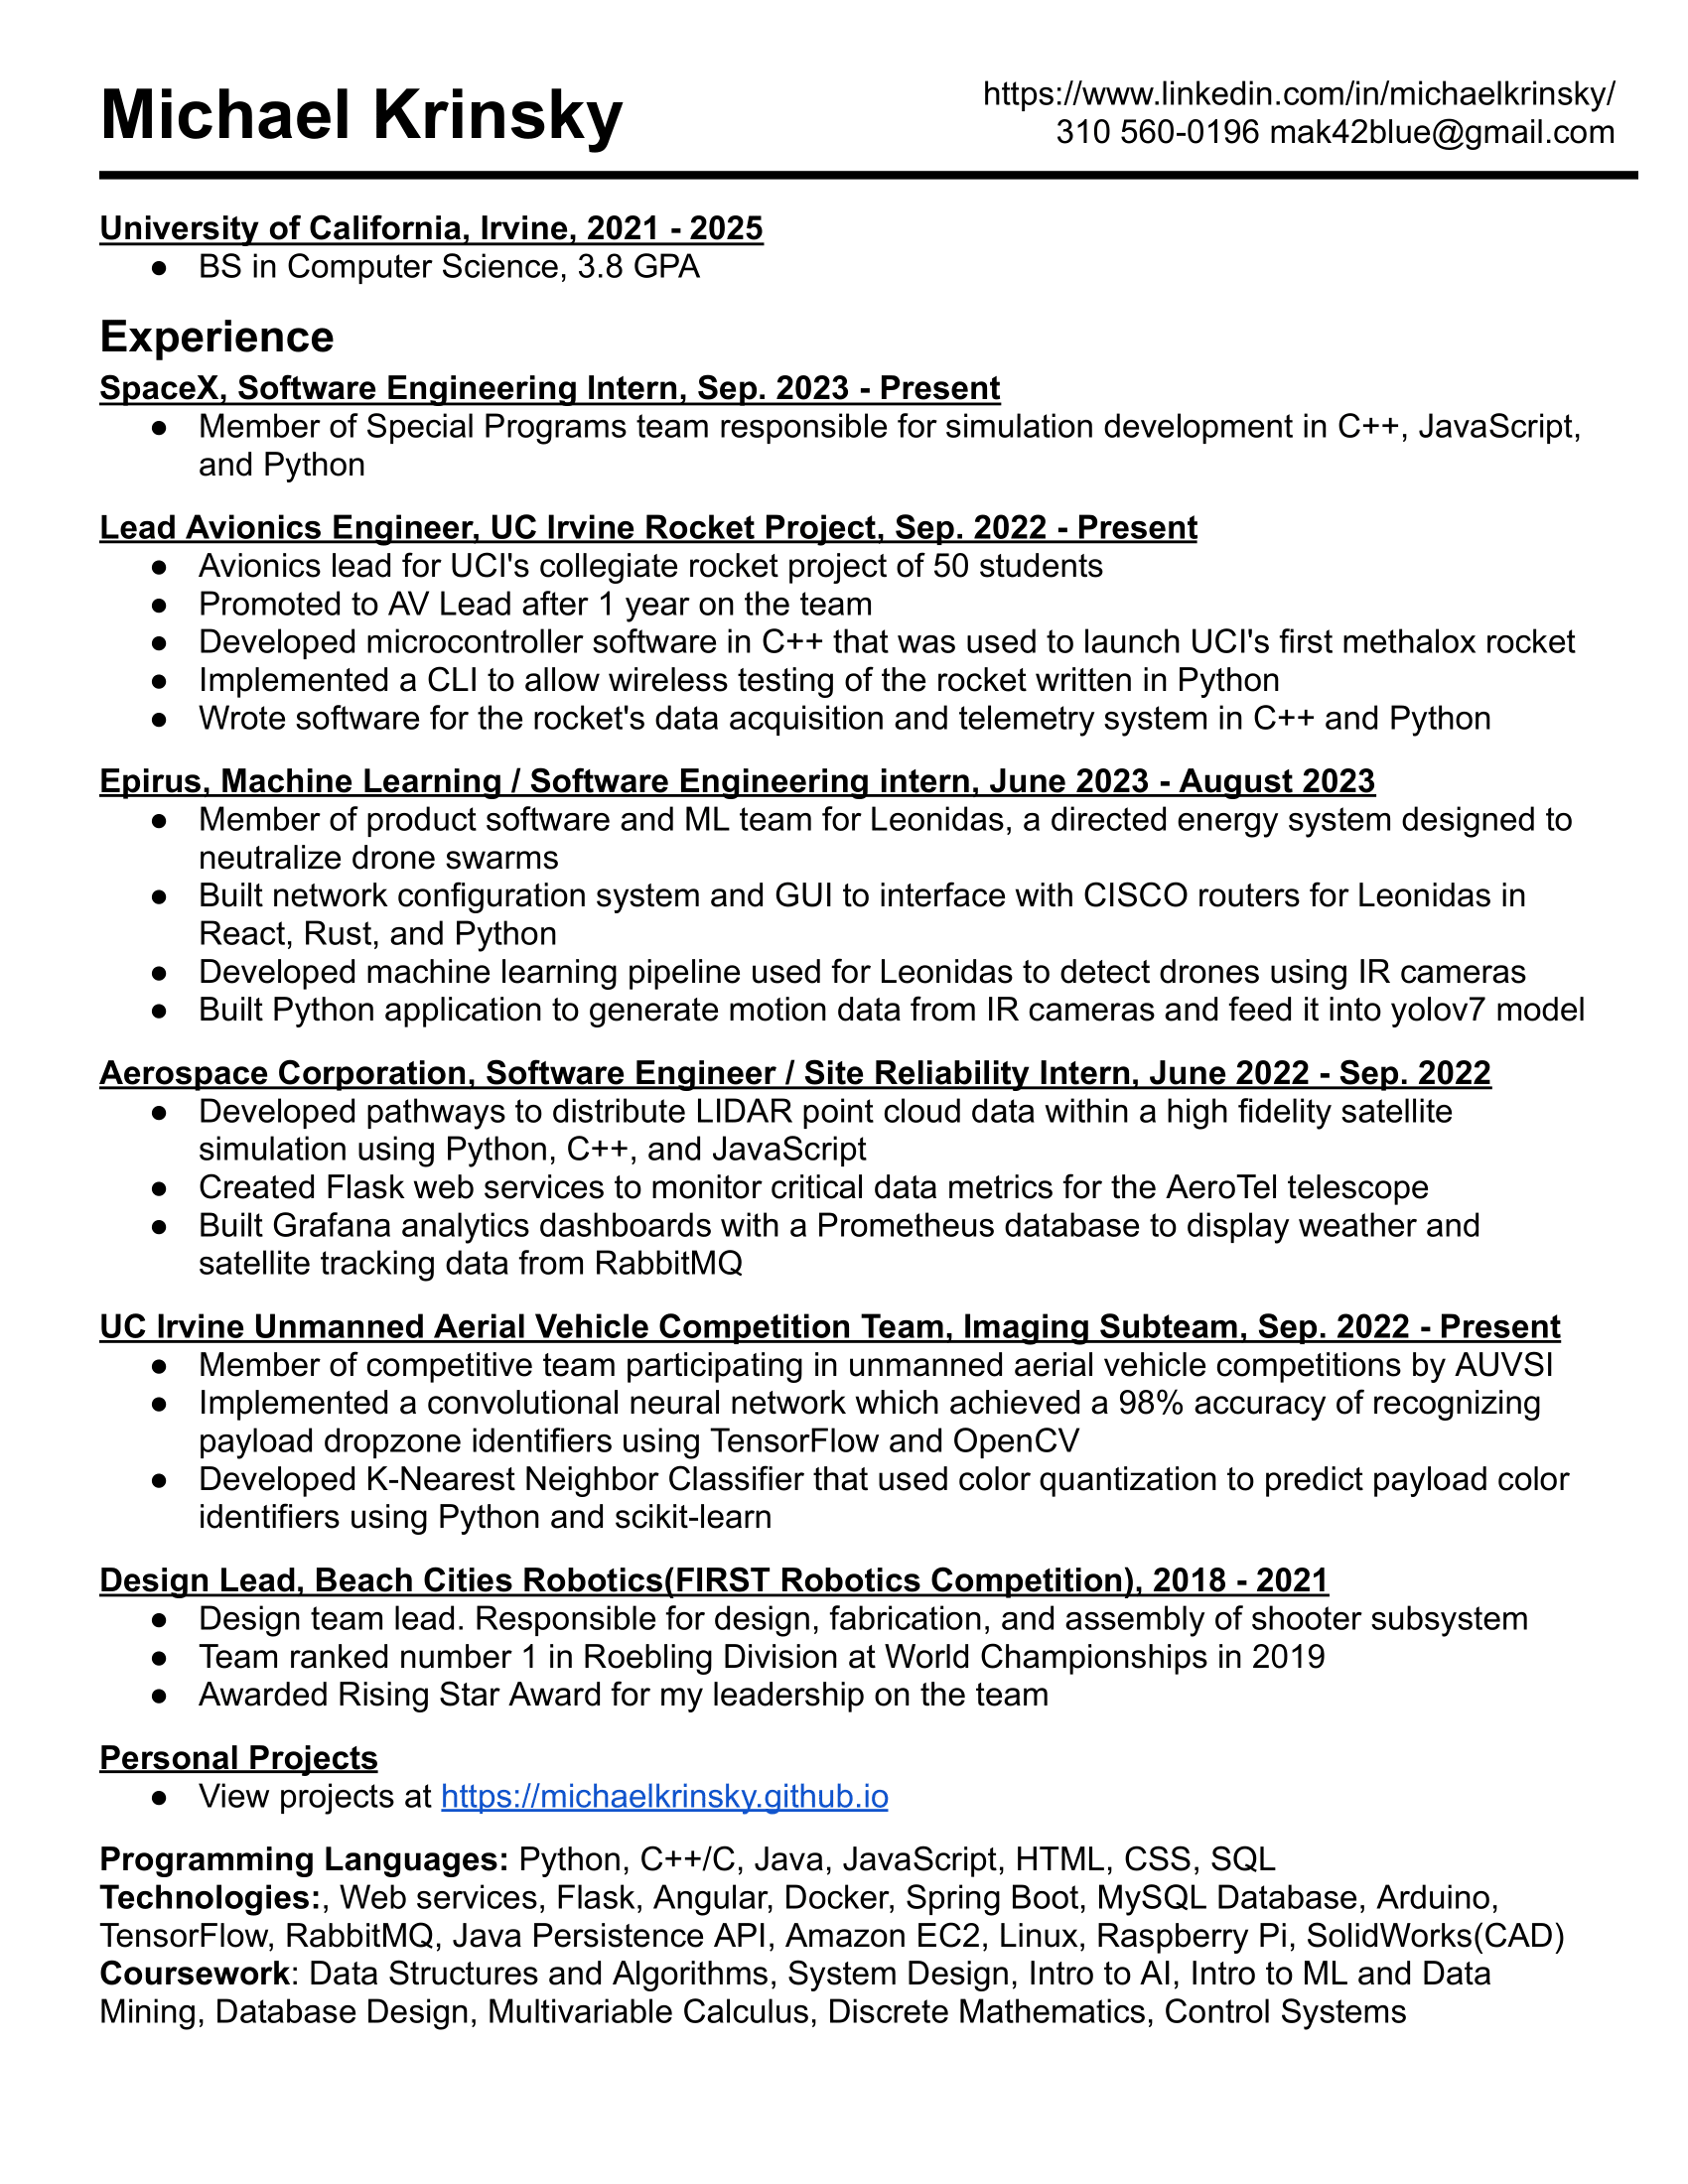 Michael Krinsky
https://www.linkedin.com/in/michaelkrinsky/
310 560-0196 mak42blue@gmail.com
University of California, Irvine, 2021 - 2025
● BS in Computer Science, 3.8 GPA
Experience
SpaceX, Software Engineering Intern, Sep. 2023 - Present
● Member of Special Programs team responsible for simulation development in C++, JavaScript,
and Python
Lead Avionics Engineer, UC Irvine Rocket Project, Sep. 2022 - Present
● Avionics lead for UCI's collegiate rocket project of 50 students
● Promoted to AV Lead after 1 year on the team
● Developed microcontroller software in C++ that was used to launch UCI's first methalox rocket
● Implemented a CLI to allow wireless testing of the rocket written in Python
● Wrote software for the rocket's data acquisition and telemetry system in C++ and Python
Epirus, Machine Learning / Software Engineering intern, June 2023 - August 2023
● Member of product software and ML team for Leonidas, a directed energy system designed to
neutralize drone swarms
● Built network configuration system and GUI to interface with CISCO routers for Leonidas in
React, Rust, and Python
● Developed machine learning pipeline used for Leonidas to detect drones using IR cameras
● Built Python application to generate motion data from IR cameras and feed it into yolov7 model
Aerospace Corporation, Software Engineer / Site Reliability Intern, June 2022 - Sep. 2022
● Developed pathways to distribute LIDAR point cloud data within a high fidelity satellite
simulation using Python, C++, and JavaScript
● Created Flask web services to monitor critical data metrics for the AeroTel telescope
● Built Grafana analytics dashboards with a Prometheus database to display weather and
satellite tracking data from RabbitMQ
UC Irvine Unmanned Aerial Vehicle Competition Team, Imaging Subteam, Sep. 2022 - Present
● Member of competitive team participating in unmanned aerial vehicle competitions by AUVSI
● Implemented a convolutional neural network which achieved a 98% accuracy of recognizing
payload dropzone identifiers using TensorFlow and OpenCV
● Developed K-Nearest Neighbor Classifier that used color quantization to predict payload color
identifiers using Python and scikit-learn
Design Lead, Beach Cities Robotics(FIRST Robotics Competition), 2018 - 2021
● Design team lead. Responsible for design, fabrication, and assembly of shooter subsystem
● Team ranked number 1 in Roebling Division at World Championships in 2019
● Awarded Rising Star Award for my leadership on the team
Personal Projects
● View projects at https://michaelkrinsky.github.io
Programming Languages: Python, C++/C, Java, JavaScript, HTML, CSS, SQL
Technologies:, Web services, Flask, Angular, Docker, Spring Boot, MySQL Database, Arduino,
TensorFlow, RabbitMQ, Java Persistence API, Amazon EC2, Linux, Raspberry Pi, SolidWorks(CAD)
Coursework: Data Structures and Algorithms, System Design, Intro to AI, Intro to ML and Data
Mining, Database Design, Multivariable Calculus, Discrete Mathematics, Control Systems